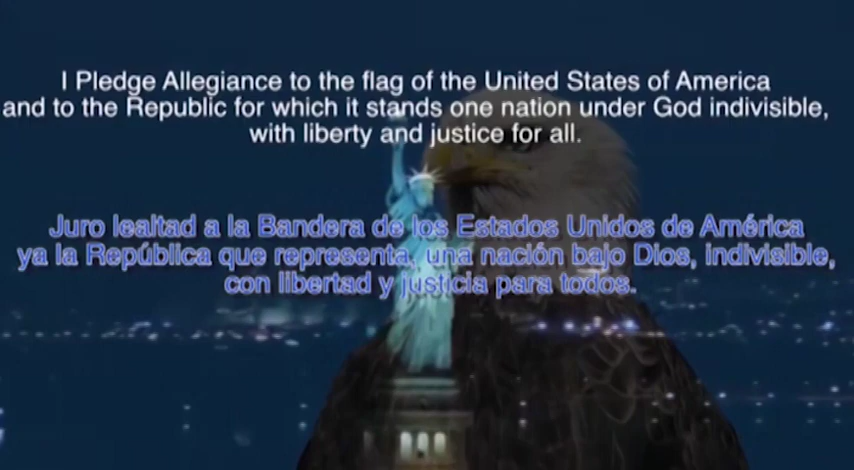 I Pledge Allegiance to the flag of the United States of America
and to the Republic for which it stands one nation under God indivisible,
with liberty and justice for all.
Juro lealtad a la Bandera de los Estados Unidos de América
ya la República que representa, una nación bajo Dios, indivisible,
con libertad y justicia para todos.